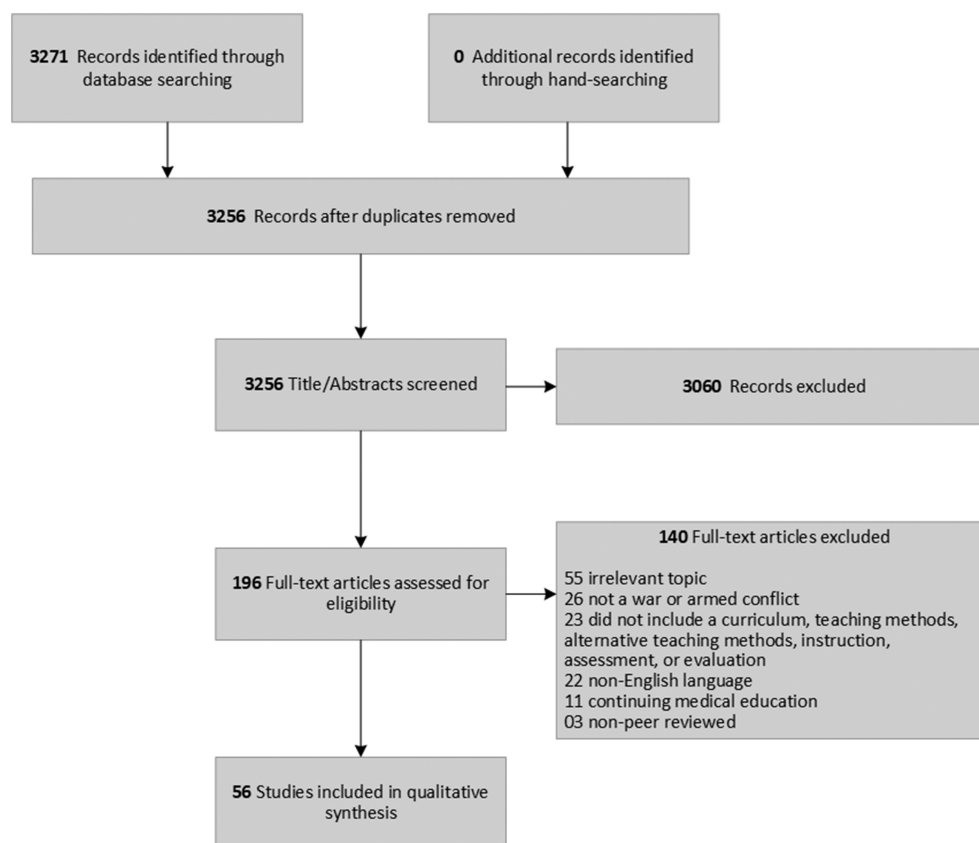 3271 Records identified through
database searching
0 Additional records identified
through hand-searching
3256 Records after duplicates removed
3256 Title/Abstracts screened
3060 Records excluded
196 Full-text articles assessed for
eligibility
140 Full-text articles excluded
55 irrelevant topic
26 not a war or armed conflict
23 did not include a curriculum, teaching methods,
alternative teaching methods, instruction,
assessment, or evaluation
22 non-English language
11 continuing medical education
03 non-peer reviewed
56 Studies included in qualitative
synthesis